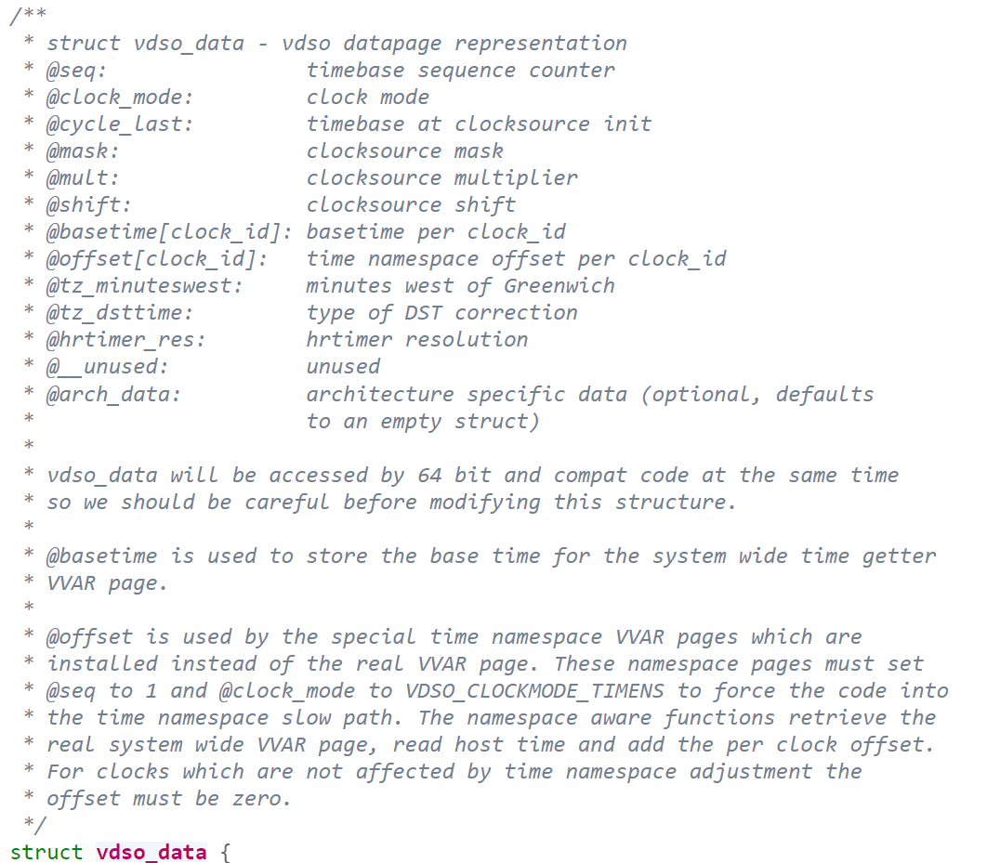 /**
 * struct vdso_data - vdso datapage representation
 * @seq:                timebase sequence counter
 * @clock_mode:         clock mode
 * @cycle_last:         timebase at clocksource init
 * @mask:               clocksource mask
 * @mult:               clocksource multiplier
 * @shift:              clocksource shift
 * @basetime[clock_id]: basetime per clock_id
 * @offset[clock_id]:   time namespace offset per clock_id
 * @tz_minuteswest:     minutes west of Greenwich
 * @tz_dsttime:         type of DST correction
 * @hrtimer_res:        hrtimer resolution
 * @__unused:           unused
 * @arch_data:          architecture specific data (optional, defaults
 *                      to an empty struct)
 *
 * vdso_data will be accessed by 64 bit and compat code at the same time
 * so we should be careful before modifying this structure.
 *
 * @basetime is used to store the base time for the system wide time getter
 * VVAR page.
 *
 * @offset is used by the special time namespace VVAR pages which are
 * installed instead of the real VVAR page. These namespace pages must set
 * @seq to 1 and @clock_mode to VDSO_CLOCKMODE_TIMENS to force the code into
 * the time namespace slow path. The namespace aware functions retrieve the
 * real system wide VVAR page, read host time and add the per clock offset.
 * For clocks which are not affected by time namespace adjustment the
 * offset must be zero.
 */
struct vdso_data {